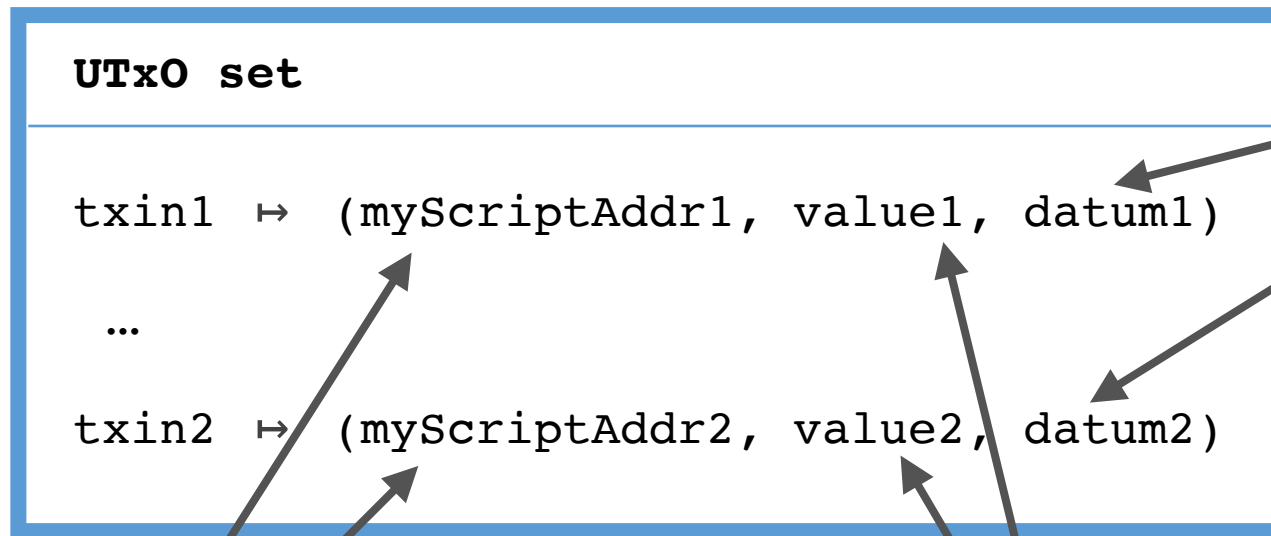 UTxO set
txin1 ↦ (myScriptAddr1, value1, datum1)
…
txin2 ↦ (myScriptAddr2, value2, datum2)